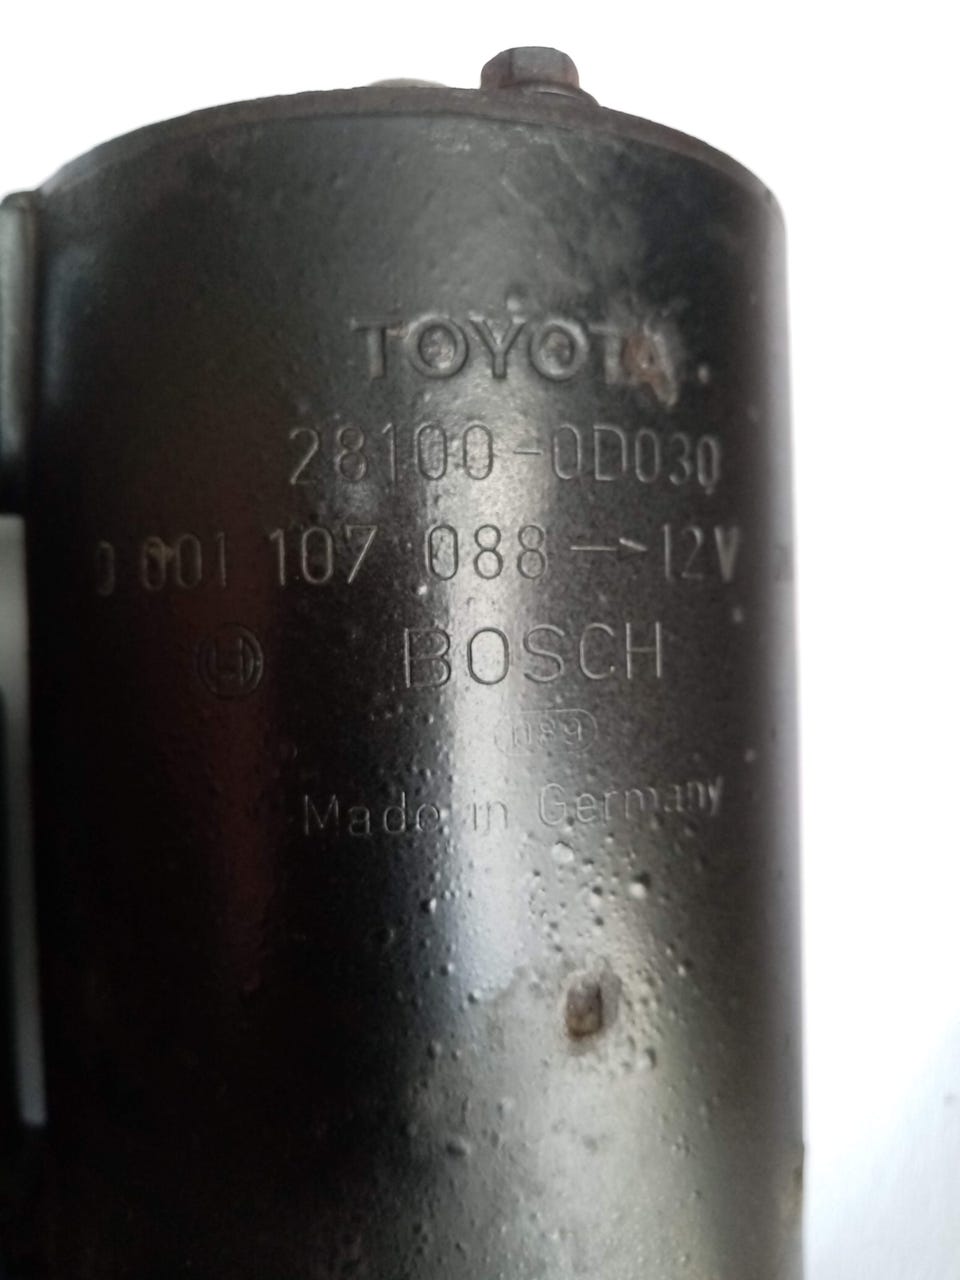 TOYOTA
28100-0D030
0 001 107 088 → 12V
BOSCH
089
Made in Germany